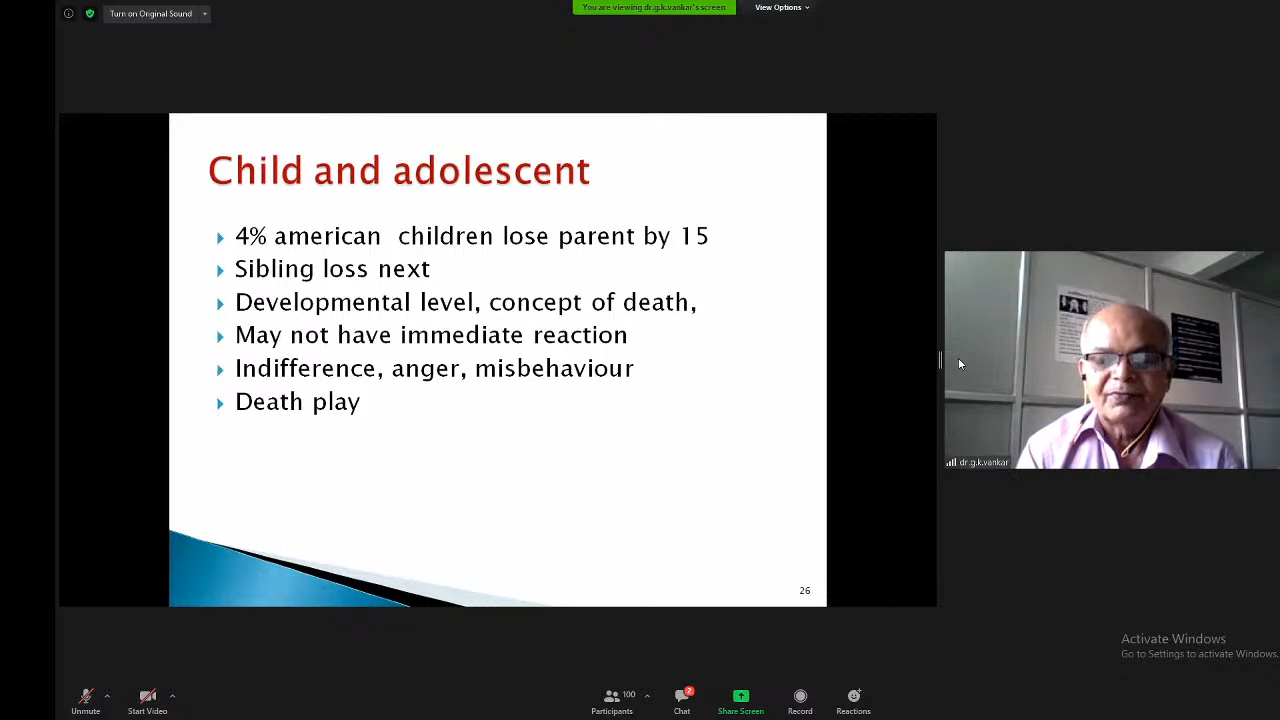 Turn on Original Sound
You are viewing dr.g.k.vankar's screen
View Options
Child and adolescent
4% american children lose parent by 15
Sibling loss next
Developmental level, concept of death,
May not have immediate reaction
Indifference, anger, misbehaviour
Death play
26
dr.g.k.vankar
Activate Windows
Go to Settings to activate Windows.
Unmute
Start Video
100
Participants
2
Chat
Share Screen
Record
Reactions